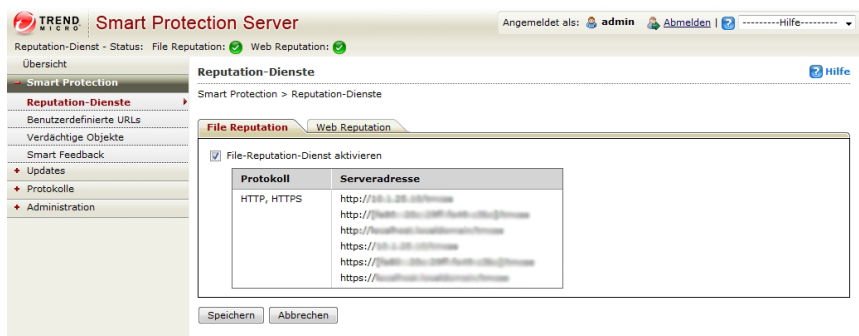 TREND MICRO Smart Protection Server
Angemeldet als: admin Abmelden | ---------Hilfe---------
Reputation-Dienst - Status: File Reputation: Web Reputation:
Übersicht
Smart Protection
Reputation-Dienste
Benutzerdefinierte URLs
Verdächtige Objekte
Smart Feedback
Updates
Protokolle
Administration
Reputation-Dienste
Hilfe
Smart Protection > Reputation-Dienste
File Reputation Web Reputation
File-Reputation-Dienst aktivieren
Protokoll Serveradresse
HTTP, HTTPS http://
http://
http://
https://
https://
https://
Speichern Abbrechen